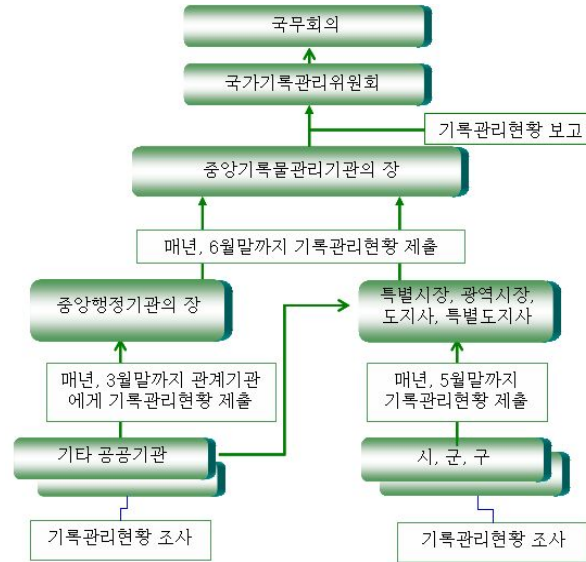 국무회의
국가기록관리위원회
기록관리현황 보고
중앙기록물관리기관의 장
매년, 6월말까지 기록관리현황 제출
중앙행정기관의 장
특별시장, 광역시장,
도지사, 특별도지사
매년, 3월말까지 관계기관
에게 기록관리현황 제출
매년, 5월말까지
기록관리현황 제출
기타 공공기관
시, 군, 구
기록관리현황 조사
기록관리현황 조사